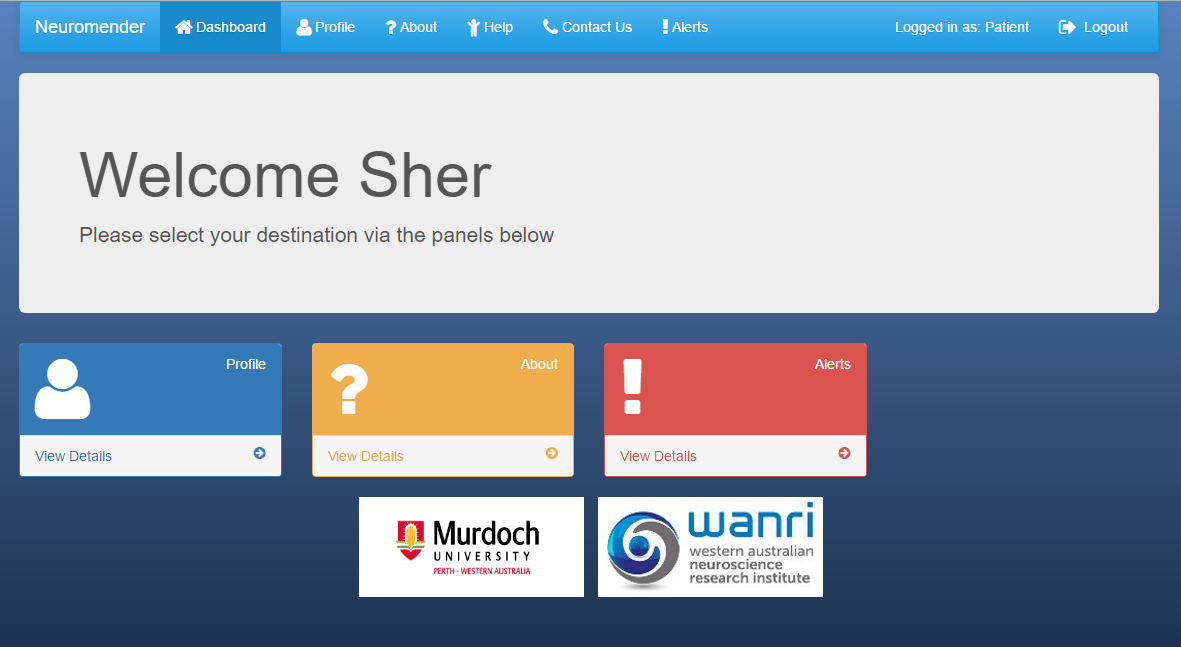 Neuromender Dashboard Profile ? About Help Contact Us ! Alerts Logged in as: Patient Logout
Welcome Sher
Please select your destination via the panels below
Profile
View Details
? About
View Details
! Alerts
View Details
Murdoch
UNIVERSITY
PERTH - WESTERN AUSTRALIA
wanri
western australian
neuroscience
research institute